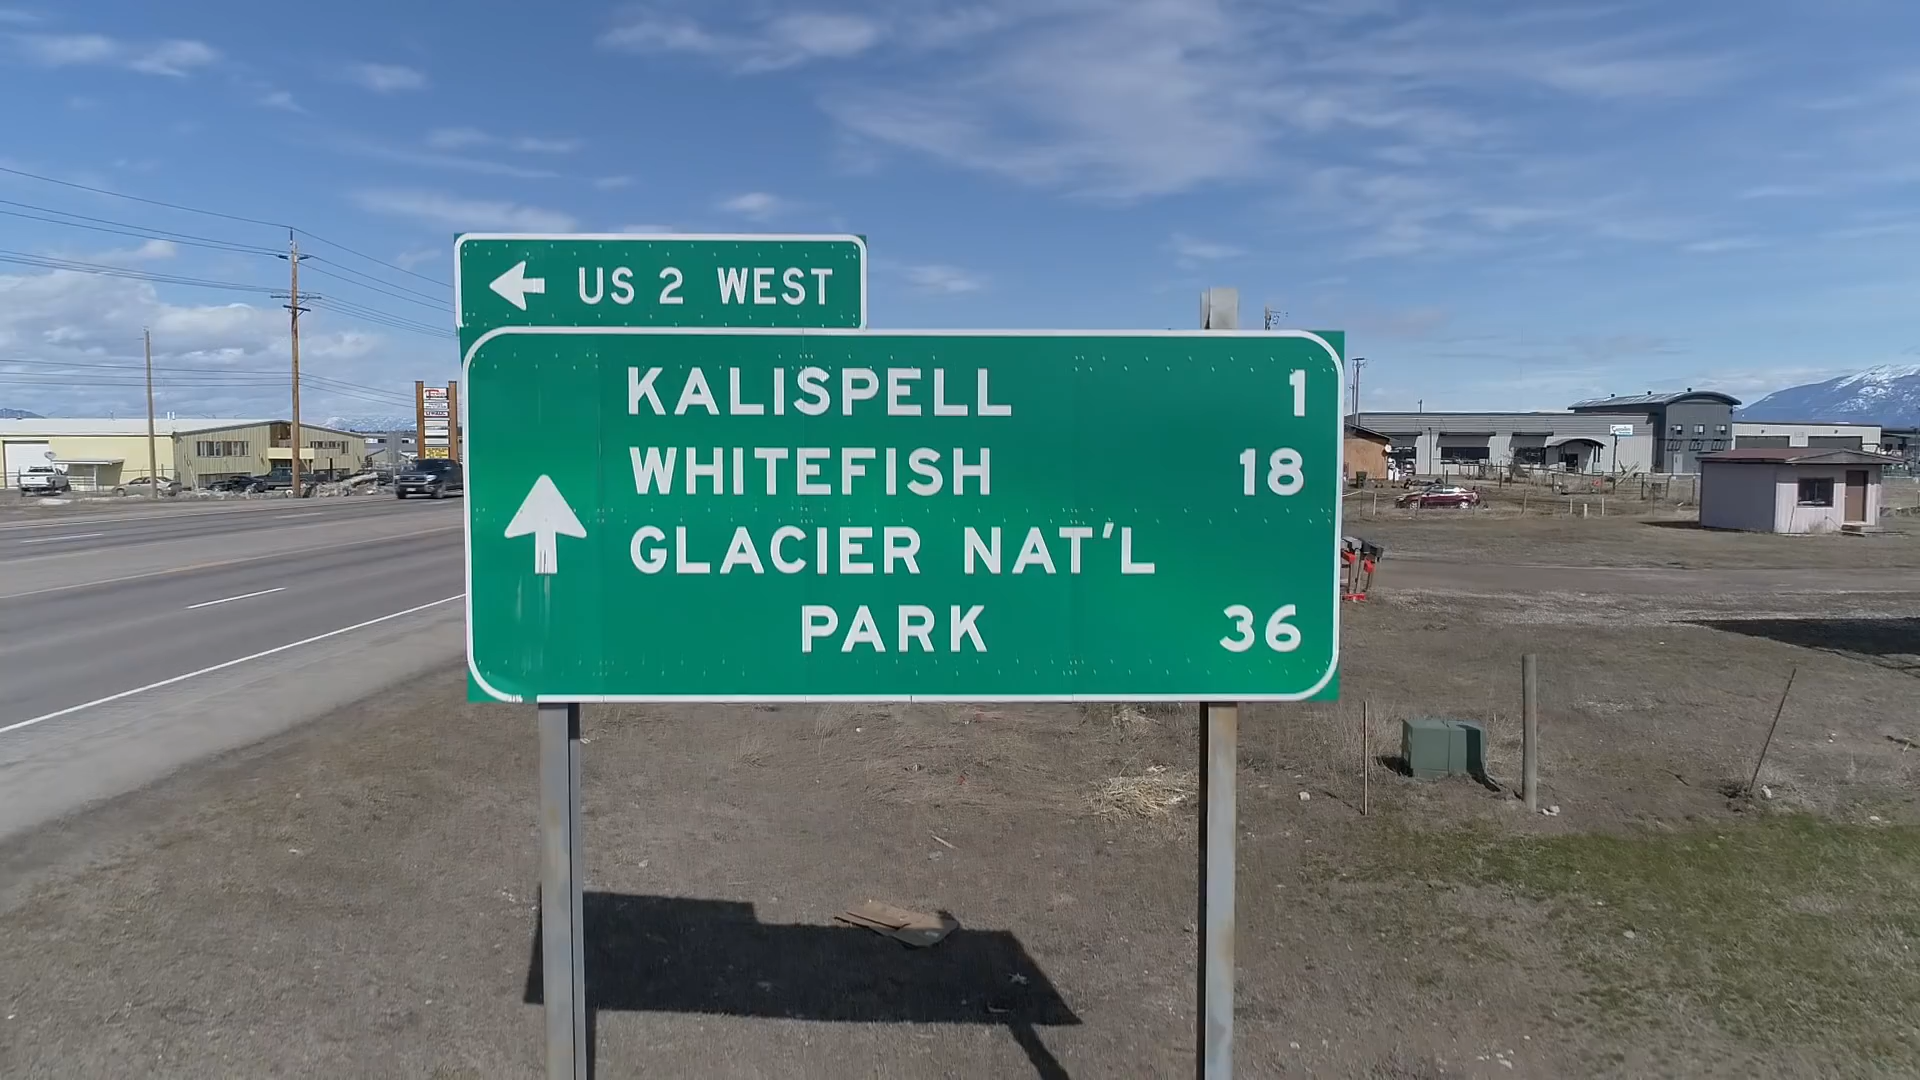 US 2 WEST
KALISPELL 1
WHITEFISH 18
GLACIER NAT'L
PARK 36